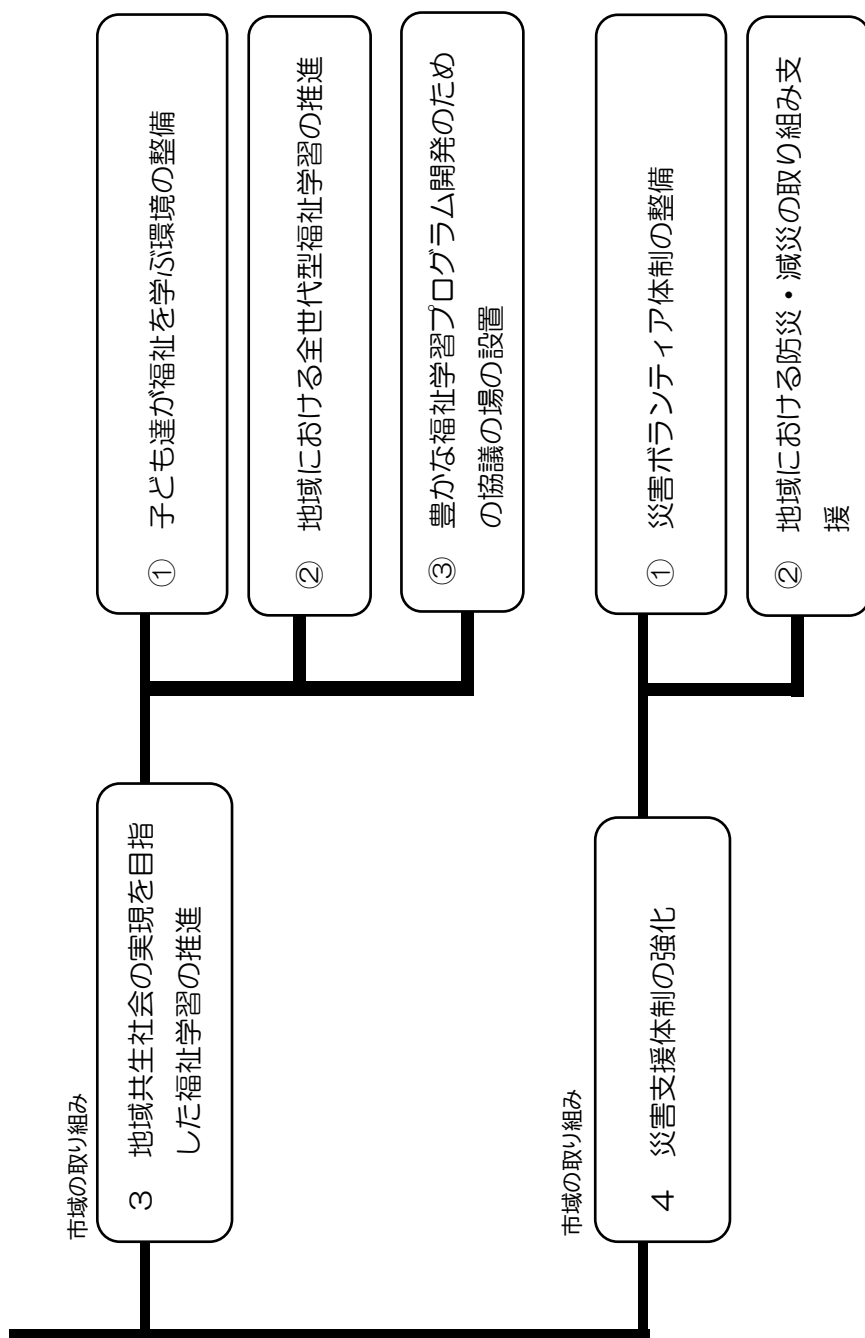 市域の取り組み
3 地域共生社会の実現を目指
した福祉学習の推進
① 子ども達が福祉を学ぶ環境の整備
② 地域における全世代型福祉学習の推進
③ 豊かな福祉学習プログラム開発のため
の協議の場の設置
市域の取り組み
4 災害支援体制の強化
① 災害ボランティア体制の整備
② 地域における防災・減災の取り組み支
援